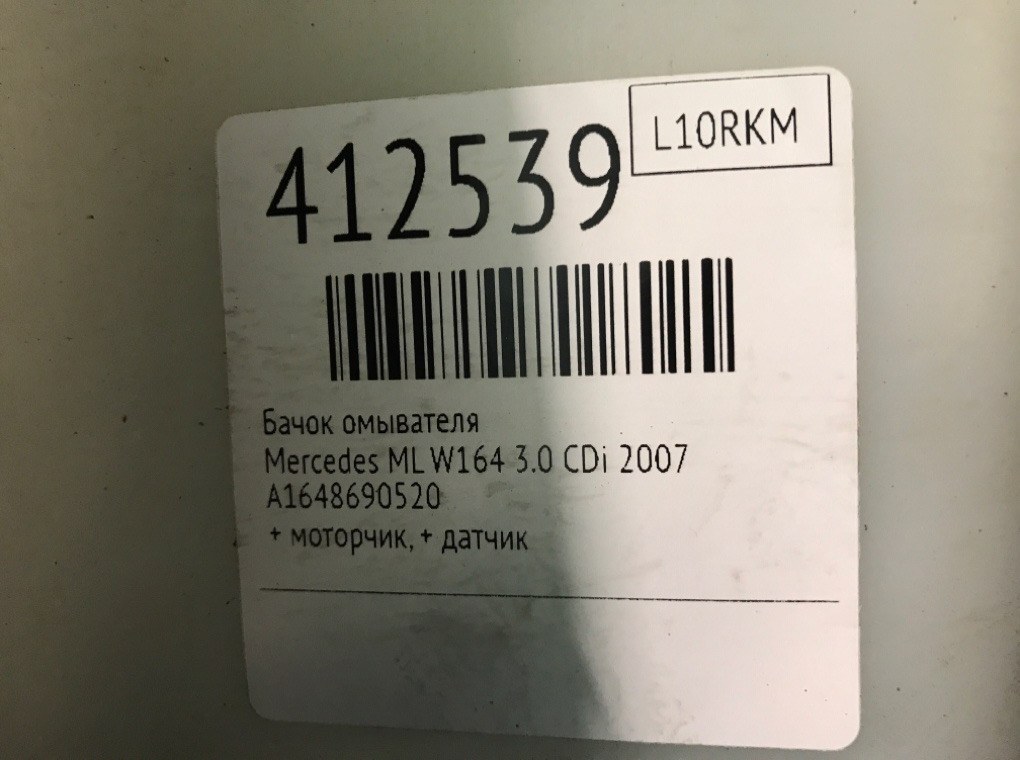 412539
L10RKM
Бачок омывателя
Mercedes ML W164 3.0 CDi 2007
A1648690520
+ моторчик, + датчик